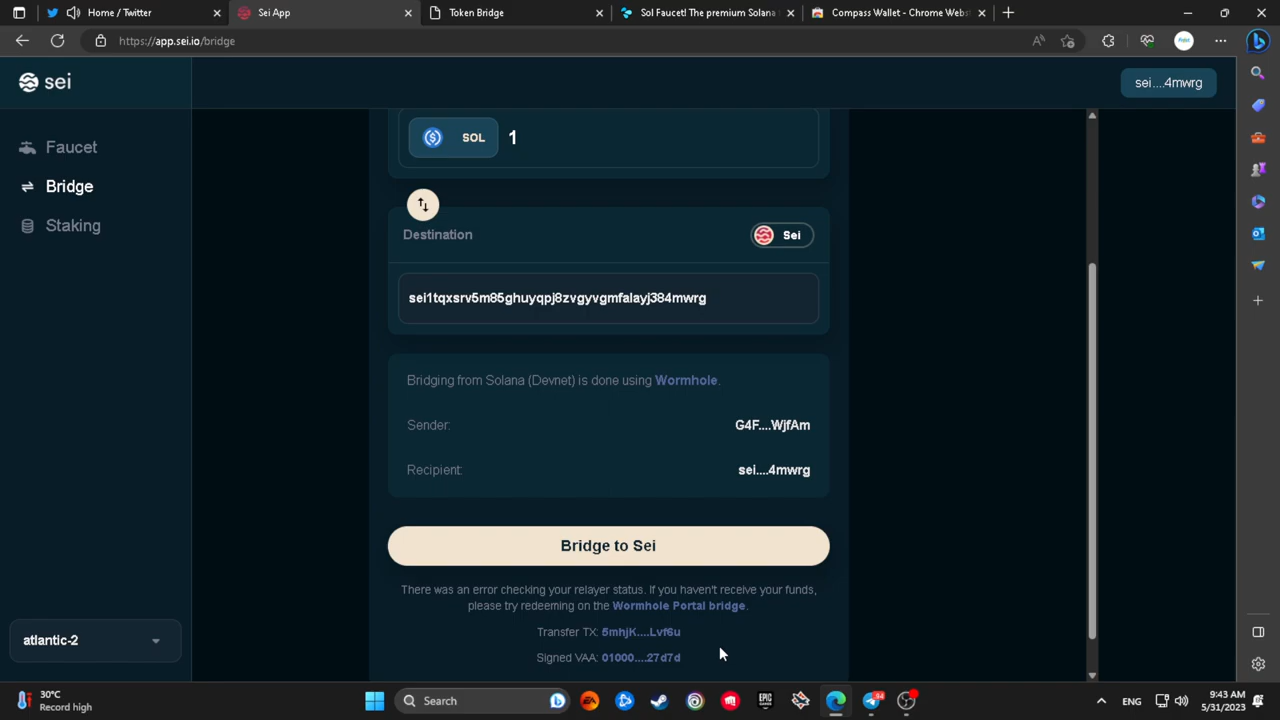 Home / Twitter
Sei App
Token Bridge
Sol Faucet! The premium Solana
Compass Wallet - Chrome Webst
https://app.sei.io/bridge
sei
sei....4mwrg
Faucet
Bridge
Staking
SOL 1
Destination
Sei
sei1tqxsrv5m85ghuyqpj8zvgyvgmfalayj384mwrg
Bridging from Solana (Devnet) is done using Wormhole.
Sender: G4F....WjfAm
Recipient: sei....4mwrg
Bridge to Sei
There was an error checking your relayer status. If you haven't receive your funds,
please try redeeming on the Wormhole Portal bridge.
Transfer TX: 5mhjK....Lvf6u
Signed VAA: 01000....27d7d
atlantic-2
30°C
Record high
Search
EPIC
GAMES
94
ENG
9:43 AM
5/31/2023